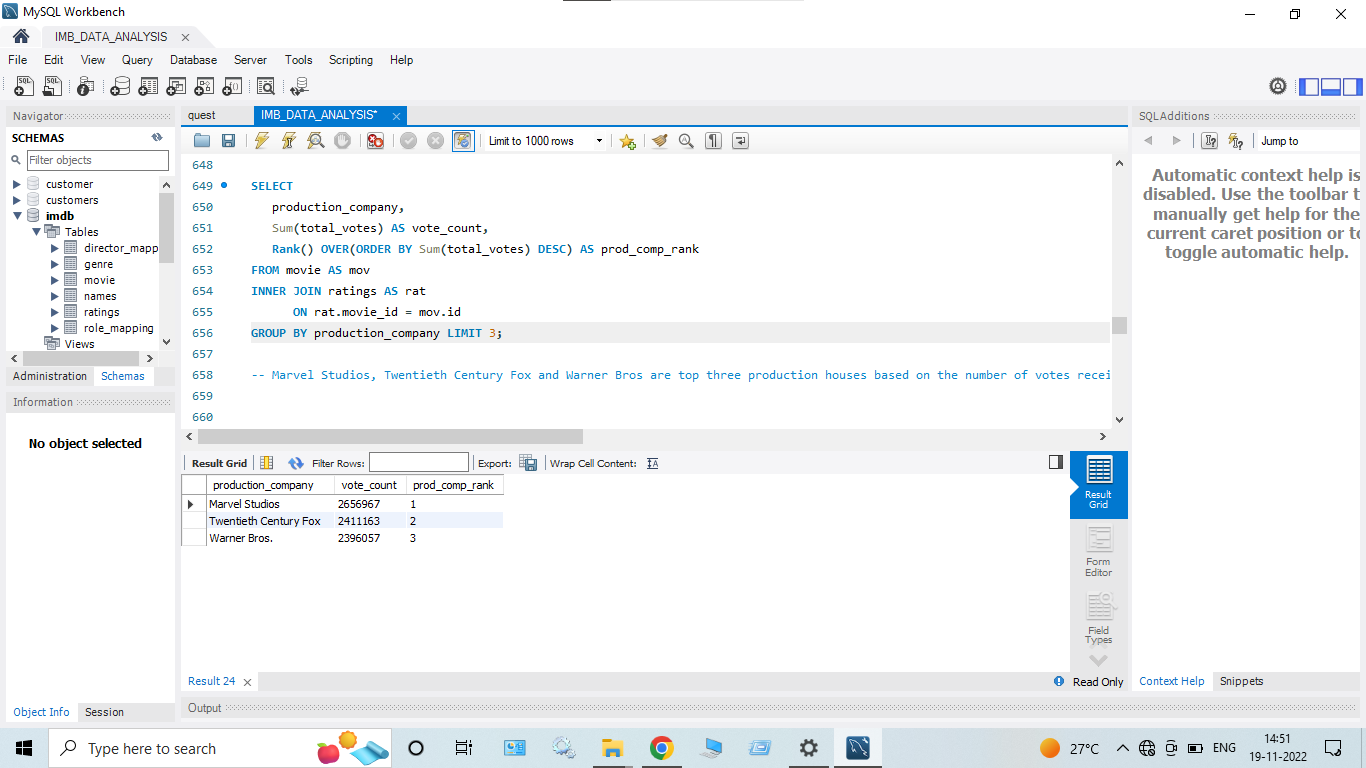 MySQL Workbench
IMB_DATA_ANALYSIS
File Edit View Query Database Server Tools Scripting Help
Navigator
SCHEMAS
Filter objects
customer
customers
imdb
Tables
director_mapp
genre
movie
names
ratings
role_mapping
Views
Administration Schemas
Information
No object selected
Object Info Session
quest IMB_DATA_ANALYSIS*
Limit to 1000 rows
648
649 SELECT
650 production_company,
651 Sum(total_votes) AS vote_count,
652 Rank() OVER(ORDER BY Sum(total_votes) DESC) AS prod_comp_rank
653 FROM movie AS mov
654 INNER JOIN ratings AS rat
655 ON rat.movie_id = mov.id
656 GROUP BY production_company LIMIT 3;
657
658 -- Marvel Studios, Twentieth Century Fox and Warner Bros are top three production houses based on the number of votes recei
659
660
Result Grid Filter Rows: Export: Wrap Cell Content:
production_company vote_count prod_comp_rank
Marvel Studios 2656967 1
Twentieth Century Fox 2411163 2
Warner Bros. 2396057 3
Result
Grid
Form
Editor
Field
Types
Result 24
Read Only
Output
SQLAdditions
Jump to
Automatic context help is
disabled. Use the toolbar t
manually get help for the
current caret position or to
toggle automatic help.
Context Help Snippets
Type here to search
27°C
ENG
14:51
19-11-2022